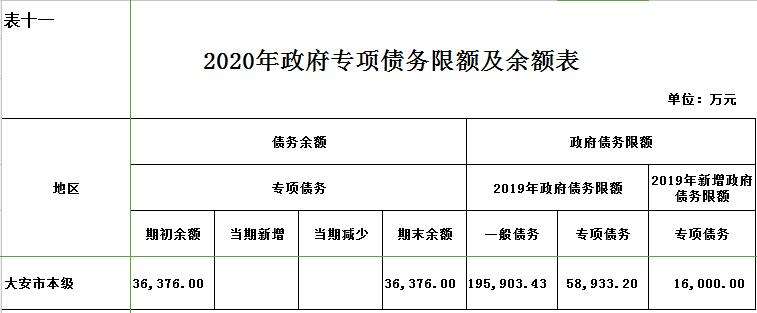 表十一
2020年政府专项债务限额及余额表
单位：万元
地区 债务余额 政府债务限额
专项债务 2019年政府债务限额 2019年新增政府债务限额
期初余额 当期新增 当期减少 期末余额 一般债务 专项债务 专项债务
大安市本级 36,376.00 36,376.00 195,903.43 58,933.20 16,000.00